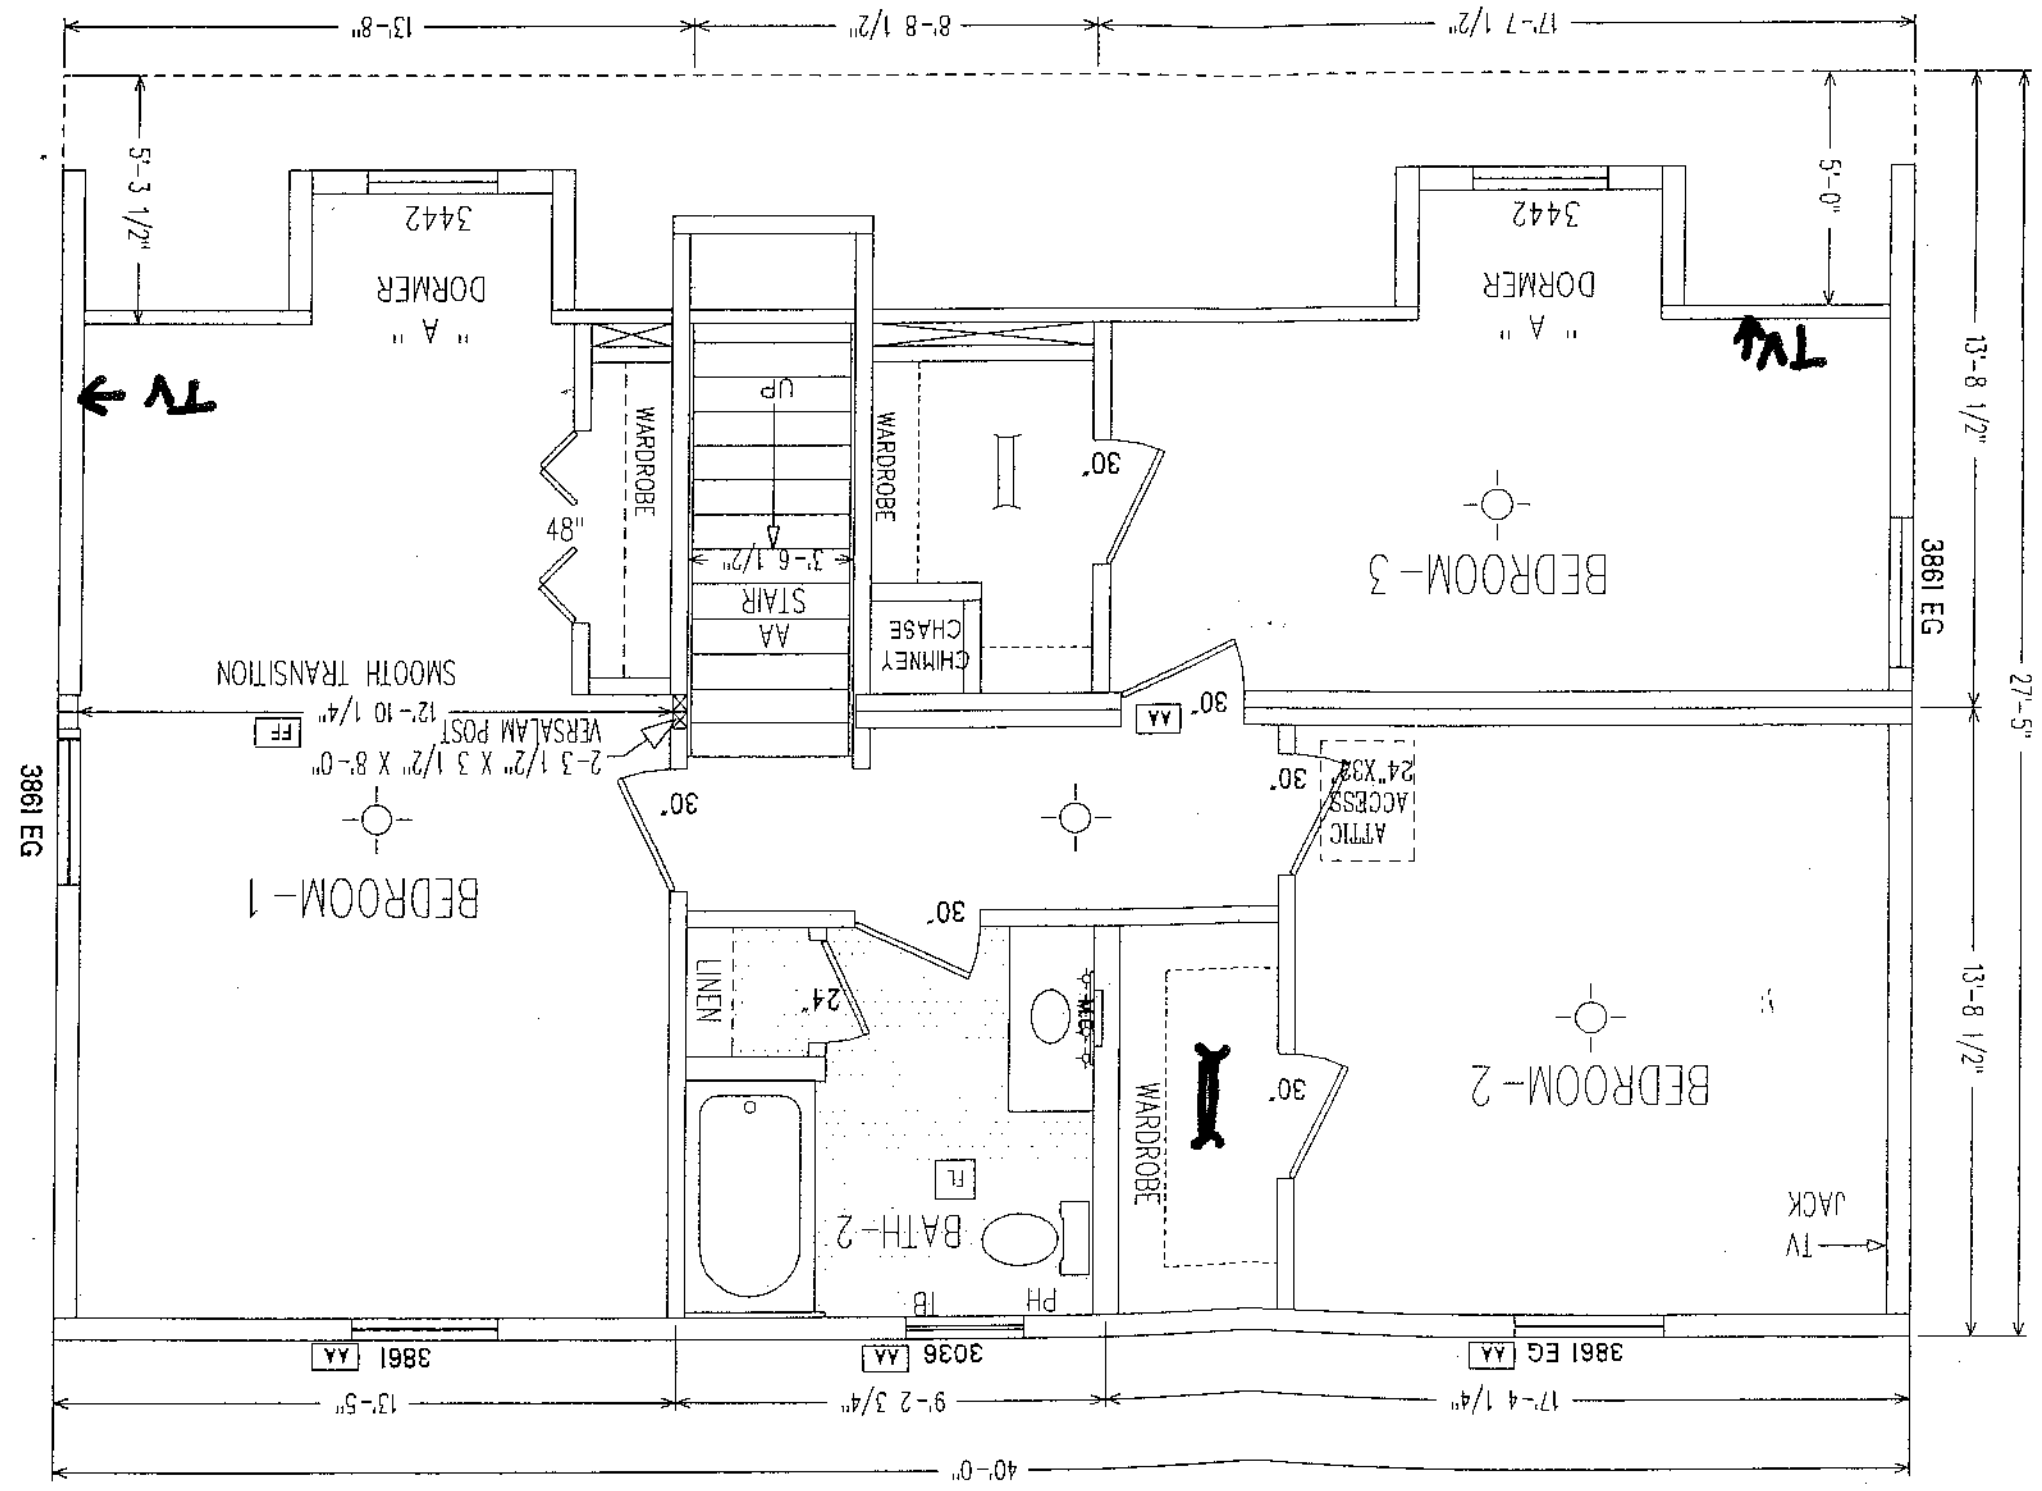 40'-0"
17'-4 1/4"
9'-2 3/4"
13'-5"
3861 EG AA
3036 AA
3861 AA
TV
JACK
PH
TB
BATH-2
FL
WARDROBE
BEDROOM-2
30"
M.C.
24"
LINEN
30"
BEDROOM-1
13'-8 1/2"
27'-5"
ATTIC
ACCESS
30"
30"
3861 EG
2-3 1/2" X 3 1/2" X 8'-0"
VERSALAM POST
FF
12'-10 1/4"
SMOOTH TRANSITION
30"
AA
CHIMNEY
CHASE
AA
STAIR
3'-6 1/2"
UP
3861 EG
BEDROOM-3
48"
30"
WARDROBE
WARDROBE
13'-8 1/2"
TV
TV
" A "
DORMER
3442
" A "
DORMER
3442
5'-0"
5'-3 1/2"
17'-7 1/2"
8'-8 1/2"
13'-8"